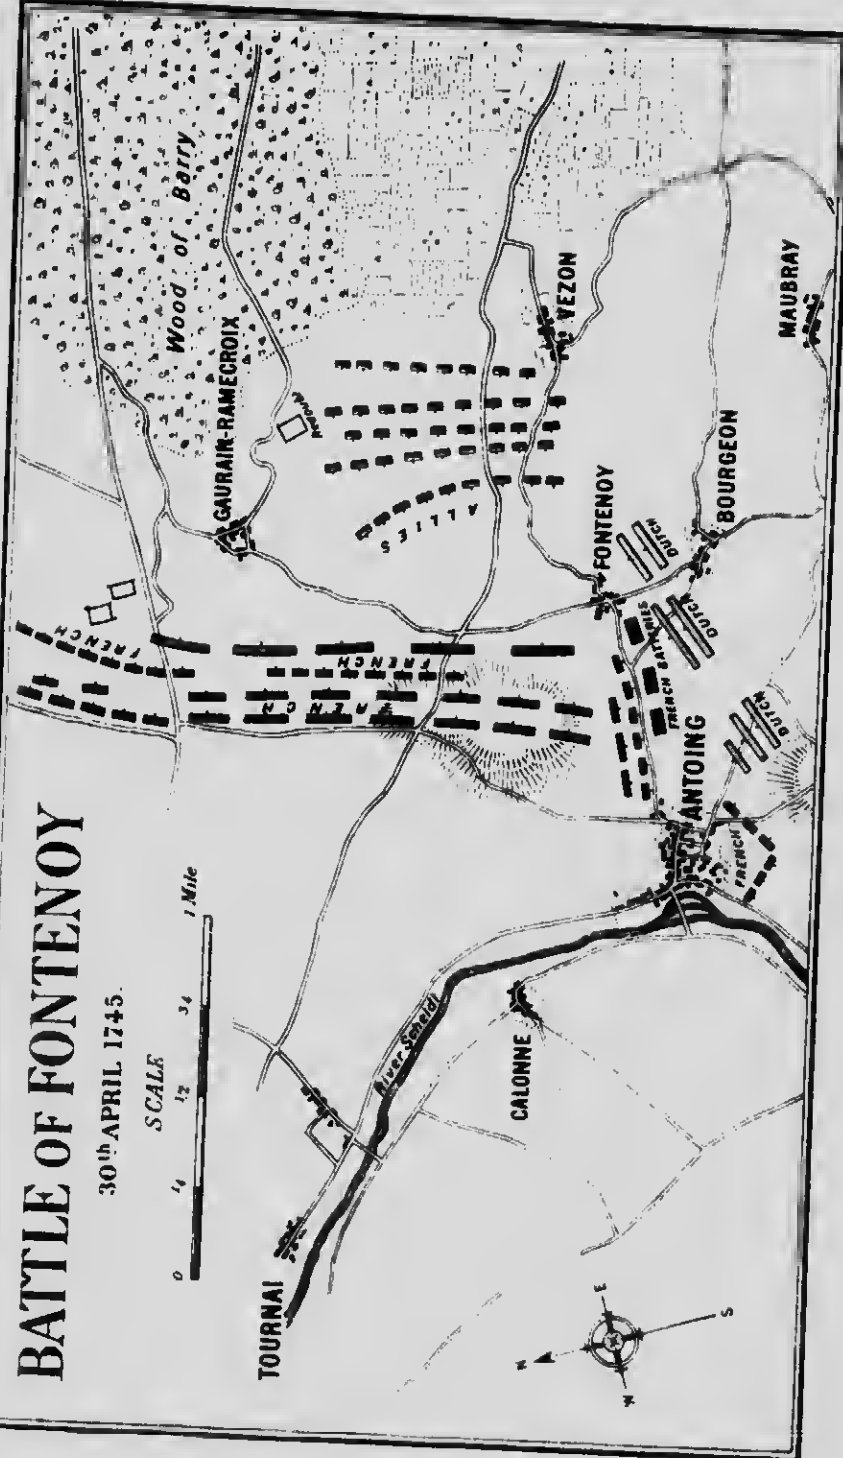 BATTLE OF FONTENOY
30th APRIL 1745.
SCALE
0 1/4 1/2 3/4 1 Mile
Wood of Barry
GAURAIN-RAMECROIX
Redoubt
VEZON
MAUBRAY
ALLIES
FONTENOY
BOURGEON
DUTCH
DUTCH
DUTCH
FRENCH
FRENCH
FRENCH
FRENCH BATTERIES
ANTOING
FRENCH
River Scheldt
CALONNE
TOURNAI
N
E
S
W